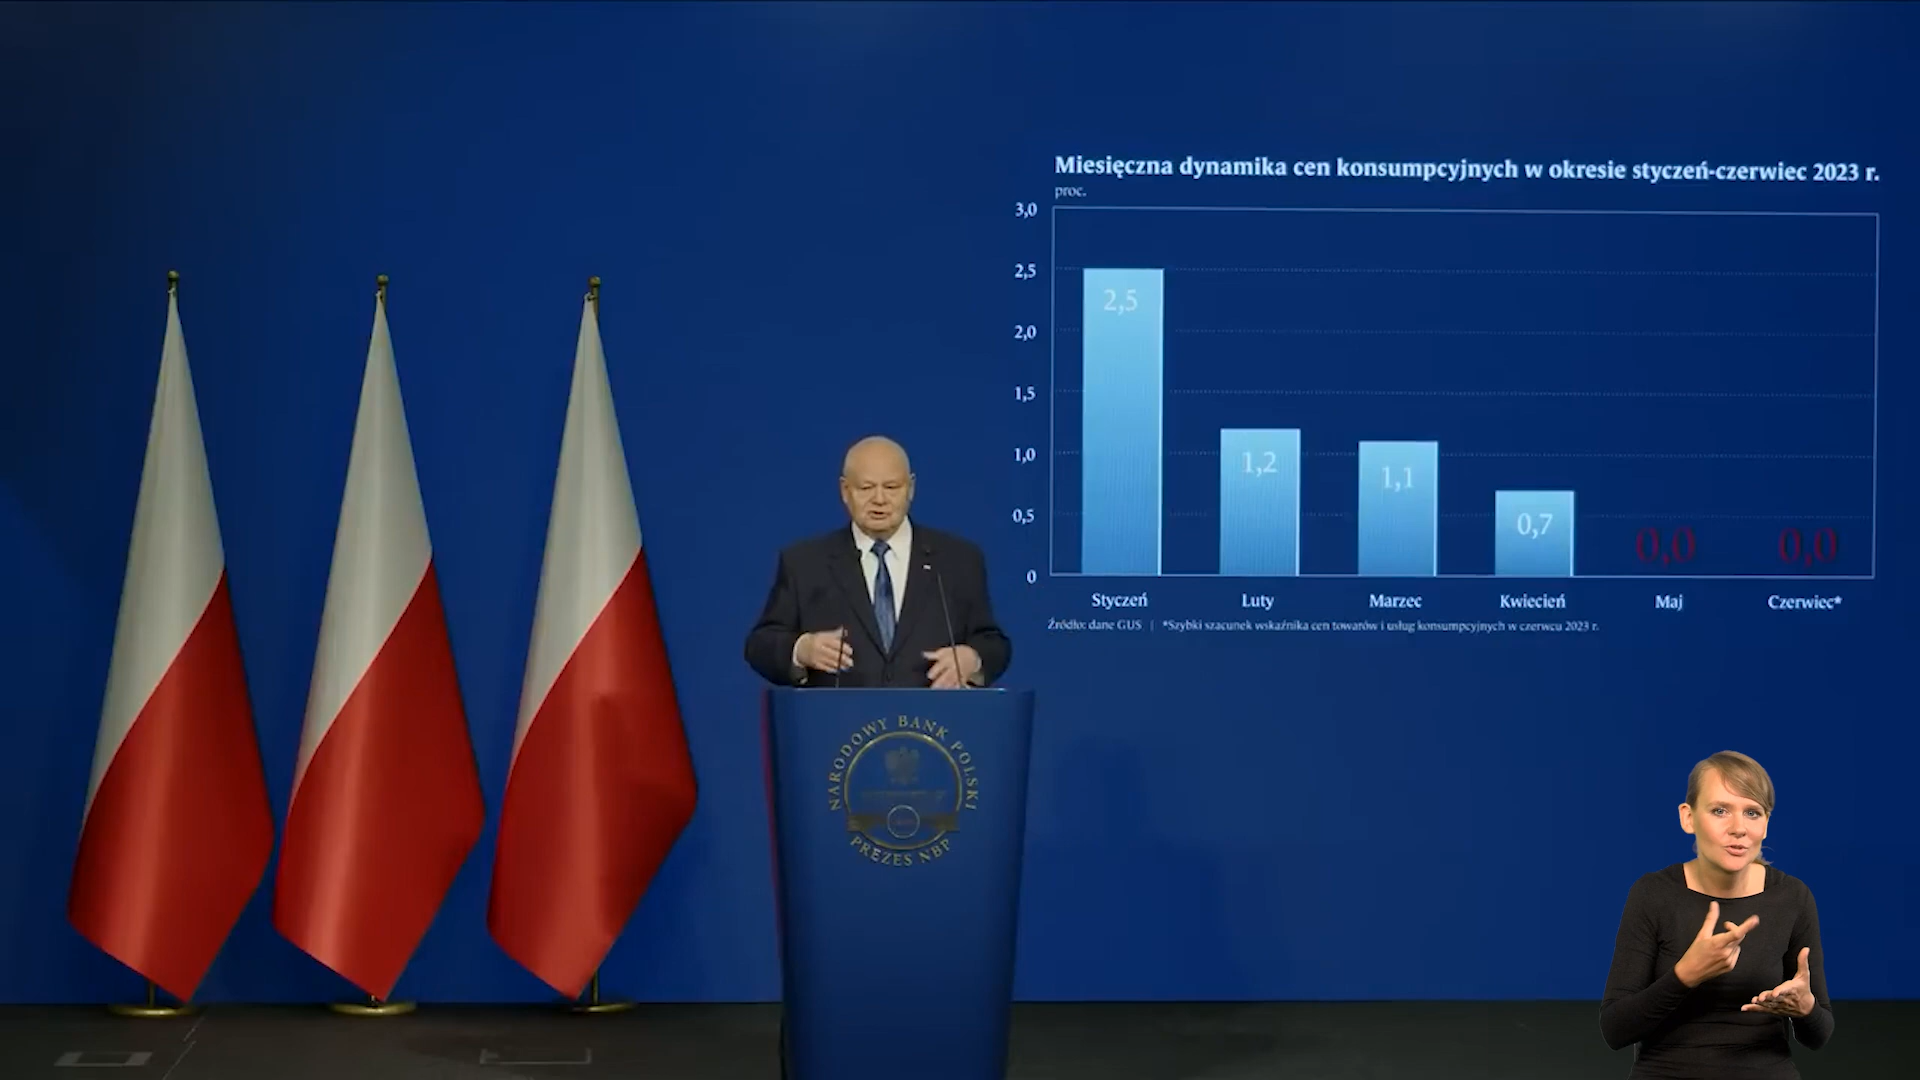 Miesięczna dynamika cen konsumpcyjnych w okresie styczeń-czerwiec 2023 r.
proc.
3,0
2,5
2,0
1,5
1,0
0,5
0
2,5
1,2
1,1
0,7
0,0
0,0
Styczeń
Luty
Marzec
Kwiecień
Maj
Czerwiec*
Źródło: dane GUS | *Szybki szacunek wskaźnika cen towarów i usług konsumpcyjnych w czerwcu 2023 r.
NARODOWY BANK POLSKI
PREZES NBP